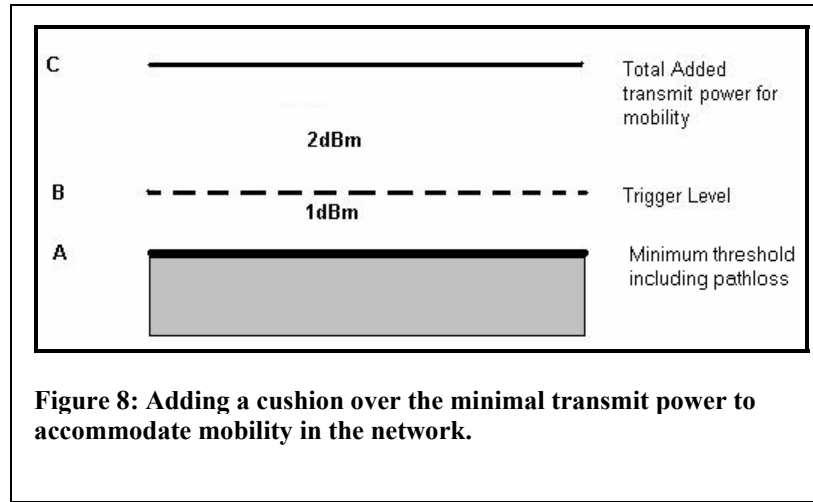 C
Total Added
transmit power for
mobility
2dBm
B
Trigger Level
1dBm
A
Minimum threshold
including pathloss
Figure 8: Adding a cushion over the minimal transmit power to
accommodate mobility in the network.